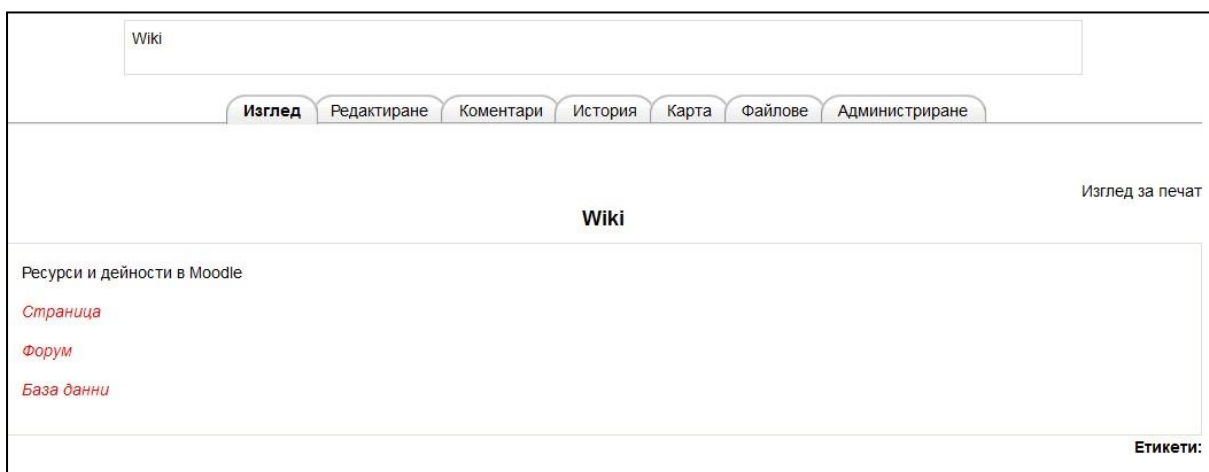 Wiki
Изглед Редактиране Коментари История Карта Файлове Администриране
Изглед за печат
Wiki
Ресурси и дейности в Moodle
Страница
Форум
База данни
Етикети: